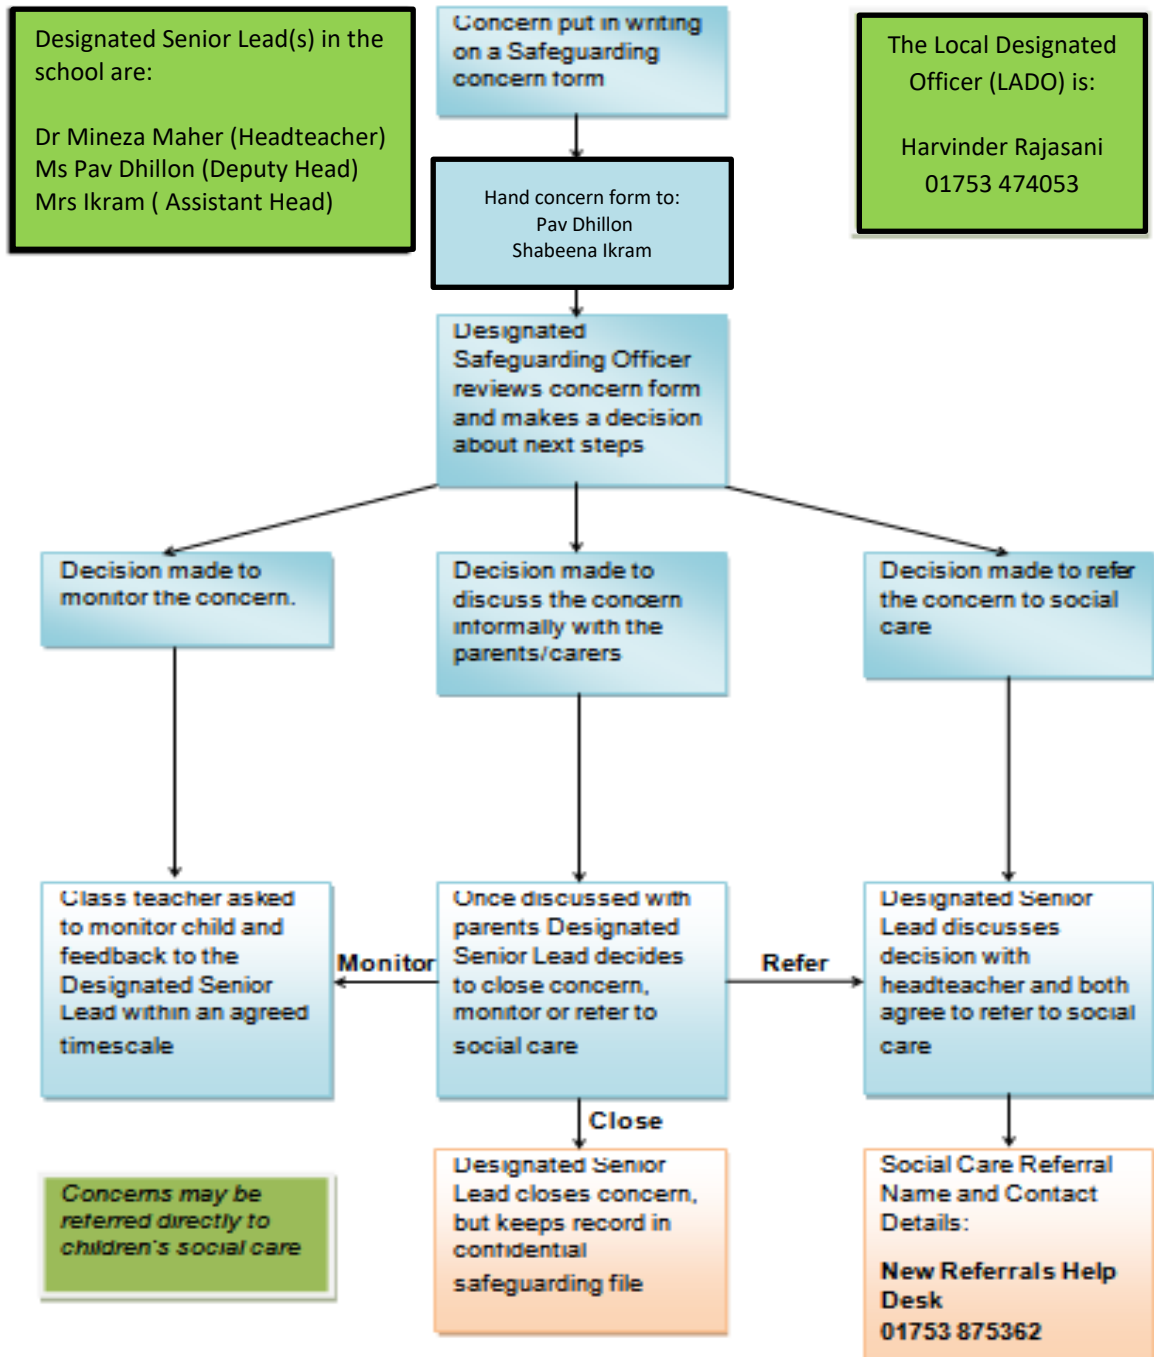 Designated Senior Lead(s) in the
school are:
Dr Mineza Maher (Headteacher)
Ms Pav Dhillon (Deputy Head)
Mrs Ikram ( Assistant Head)
Concern put in writing
on a Safeguarding
concern form
The Local Designated
Officer (LADO) is:
Harvinder Rajasani
01753 474053
Hand concern form to:
Pav Dhillon
Shabeena Ikram
Designated
Safeguarding Officer
reviews concern form
and makes a decision
about next steps
Decision made to
monitor the concern.
Decision made to
discuss the concern
informally with the
parents/carers
Decision made to refer
the concern to social
care
Class teacher asked
to monitor child and
feedback to the
Designated Senior
Lead within an agreed
timescale
Monitor
Once discussed with
parents Designated
Senior Lead decides
to close concern,
monitor or refer to
social care
Refer
Designated Senior
Lead discusses
decision with
headteacher and both
agree to refer to social
care
Close
Concerns may be
referred directly to
children's social care
Designated Senior
Lead closes concern,
but keeps record in
confidential
safeguarding file
Social Care Referral
Name and Contact
Details:
New Referrals Help
Desk
01753 875362